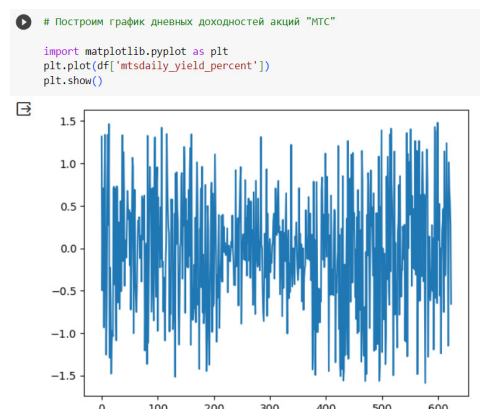 # Построим график дневных доходностей акций "МТС"
import matplotlib.pyplot as plt
plt.plot(df['mtsdaily_yield_percent'])
plt.show()
1.5
1.0
0.5
0.0
−0.5
−1.0
−1.5
0 100 200 300 400 500 600